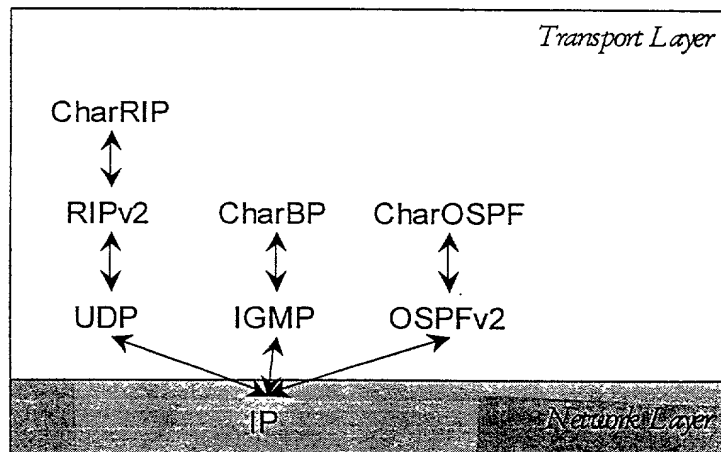 Transport Layer
CharRIP
RIPv2 CharBP CharOSPF
UDP IGMP OSPFv2
IP Network Layer